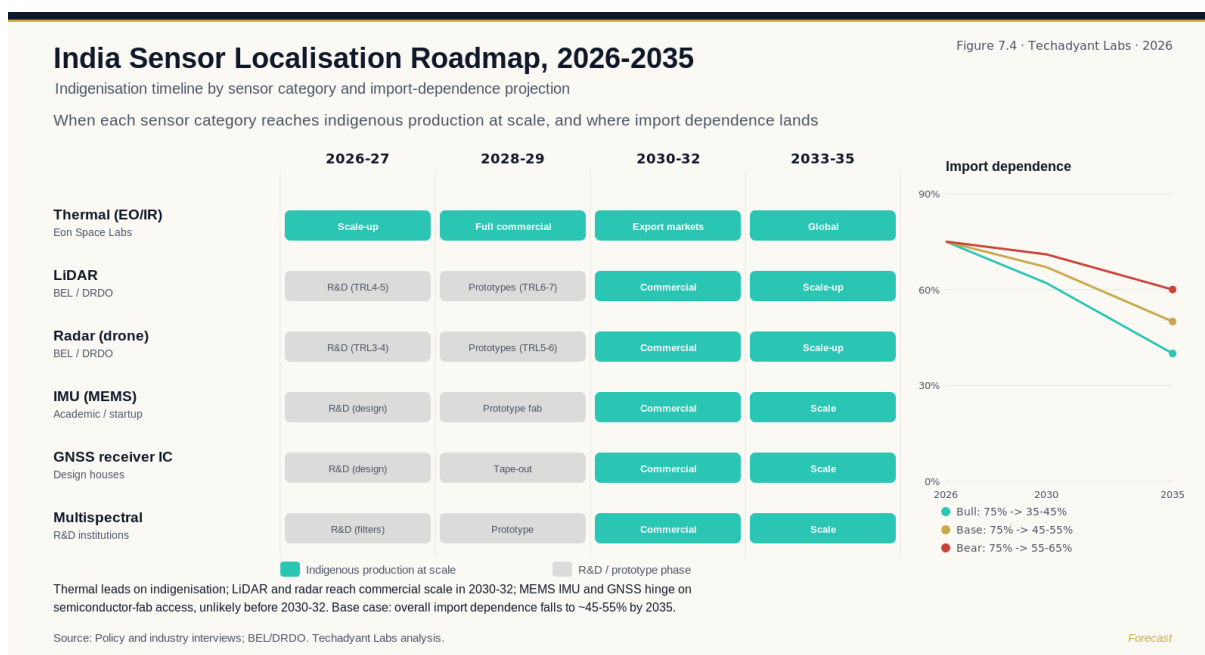 Figure 7.4 · Techadyant Labs · 2026
India Sensor Localisation Roadmap, 2026-2035
Indigenisation timeline by sensor category and import-dependence projection
When each sensor category reaches indigenous production at scale, and where import dependence lands
2026-27 2028-29 2030-32 2033-35
Thermal (EO/IR)
Eon Space Labs
Scale-up Full commercial Export markets Global
LiDAR
BEL / DRDO
R&D (TRL4-5) Prototypes (TRL6-7) Commercial Scale-up
Radar (drone)
BEL / DRDO
R&D (TRL3-4) Prototypes (TRL5-6) Commercial Scale-up
IMU (MEMS)
Academic / startup
R&D (design) Prototype fab Commercial Scale
GNSS receiver IC
Design houses
R&D (design) Tape-out Commercial Scale
Multispectral
R&D institutions
R&D (filters) Prototype Commercial Scale
Indigenous production at scale R&D / prototype phase
Import dependence
90%
60%
30%
0%
2026 2030 2035
Bull: 75% -> 35-45%
Base: 75% -> 45-55%
Bear: 75% -> 55-65%
Thermal leads on indigenisation; LiDAR and radar reach commercial scale in 2030-32; MEMS IMU and GNSS hinge on
semiconductor-fab access, unlikely before 2030-32. Base case: overall import dependence falls to ~45-55% by 2035.
Source: Policy and industry interviews; BEL/DRDO. Techadyant Labs analysis.
Forecast